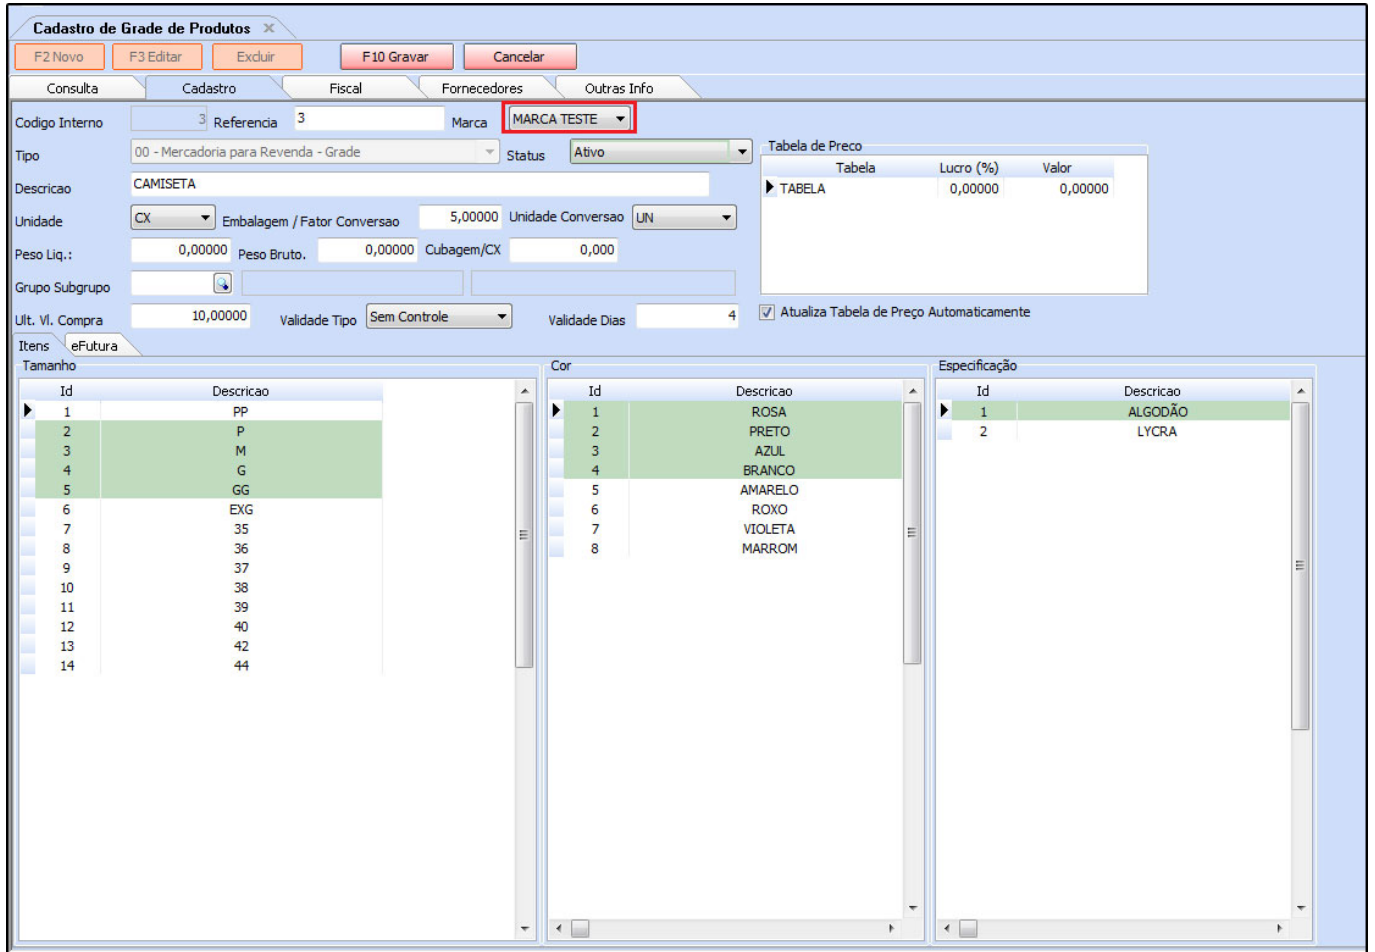 Cadastro de Grade de Produtos
F2 Novo F3 Editar Excluir F10 Gravar Cancelar
Consulta Cadastro Fiscal Fornecedores Outras Info
Codigo Interno 3 Referencia 3 Marca MARCA TESTE
Tipo 00 - Mercadoria para Revenda - Grade Status Ativo
Descricao CAMISETA
Unidade CX Embalagem / Fator Conversao 5,00000 Unidade Conversao UN
Peso Liq.: 0,00000 Peso Bruto. 0,00000 Cubagem/CX 0,000
Grupo Subgrupo
Ult. Vl. Compra 10,00000 Validade Tipo Sem Controle Validade Dias 4
Tabela de Preco
Tabela Lucro (%) Valor
TABELA 0,00000 0,00000
Atualiza Tabela de Preço Automaticamente
Itens eFutura
Tamanho
Id Descricao
1 PP
2 P
3 M
4 G
5 GG
6 EXG
7 35
8 36
9 37
10 38
11 39
12 40
13 42
14 44
Cor
Id Descricao
1 ROSA
2 PRETO
3 AZUL
4 BRANCO
5 AMARELO
6 ROXO
7 VIOLETA
8 MARROM
Especificação
Id Descricao
1 ALGODÃO
2 LYCRA